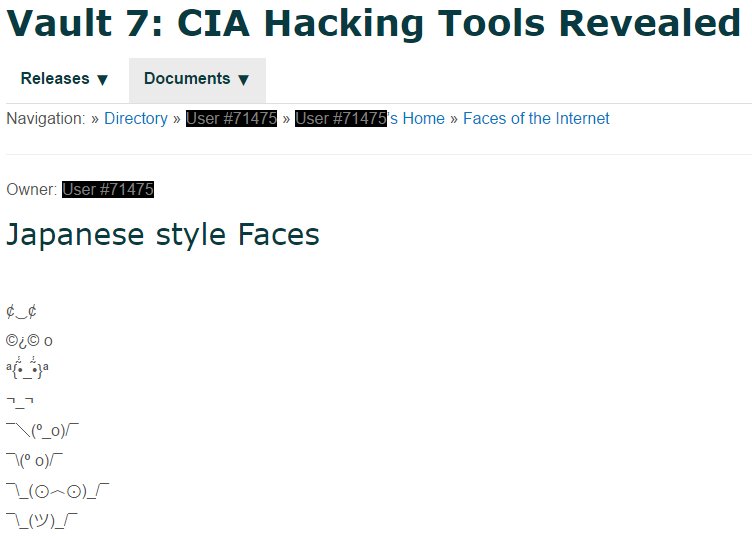 Vault 7: CIA Hacking Tools Revealed
Releases ▼ Documents ▼
Navigation: » Directory » User #71475 » User #71475's Home » Faces of the Internet
Owner: User #71475
Japanese style Faces
¢‿¢
©¿© o
ª{•̃̾_•̃̾}ª
¬_¬
¯＼(º_o)/¯
¯\(º o)/¯
¯\_(⊙︿⊙)_/¯
¯\_(ツ)_/¯